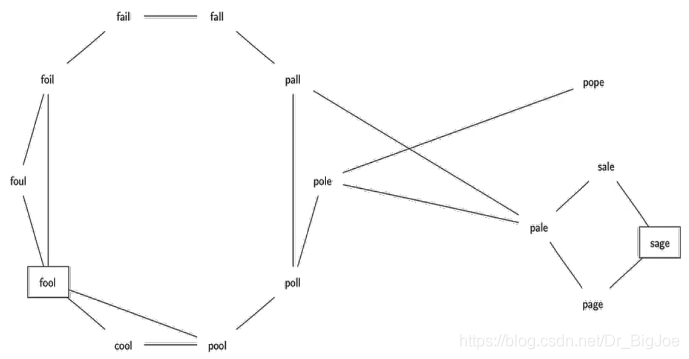 fail
fall
foil
pall
pope
foul
pole
sale
pale
sage
fool
poll
page
cool
pool
https://blog.csdn.net/Dr_BigJoe